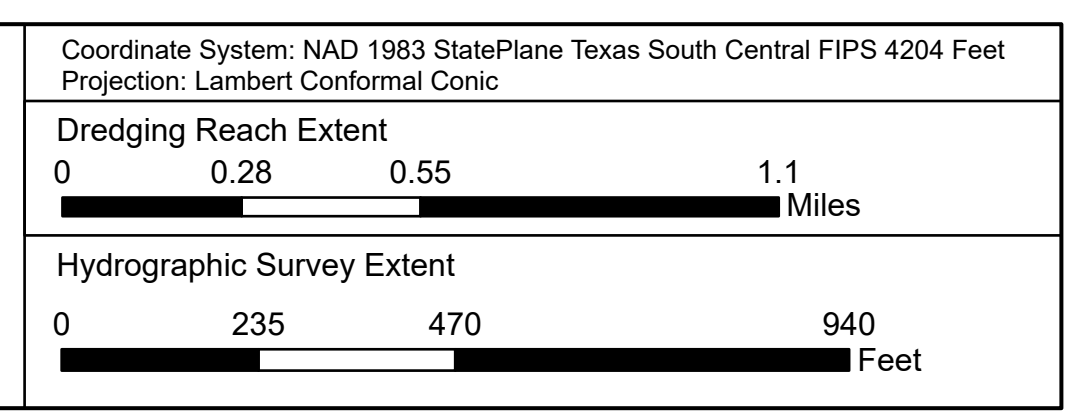 Coordinate System: NAD 1983 StatePlane Texas South Central FIPS 4204 Feet
Projection: Lambert Conformal Conic
Dredging Reach Extent
0 0.28 0.55 1.1
Miles
Hydrographic Survey Extent
0 235 470 940
Feet